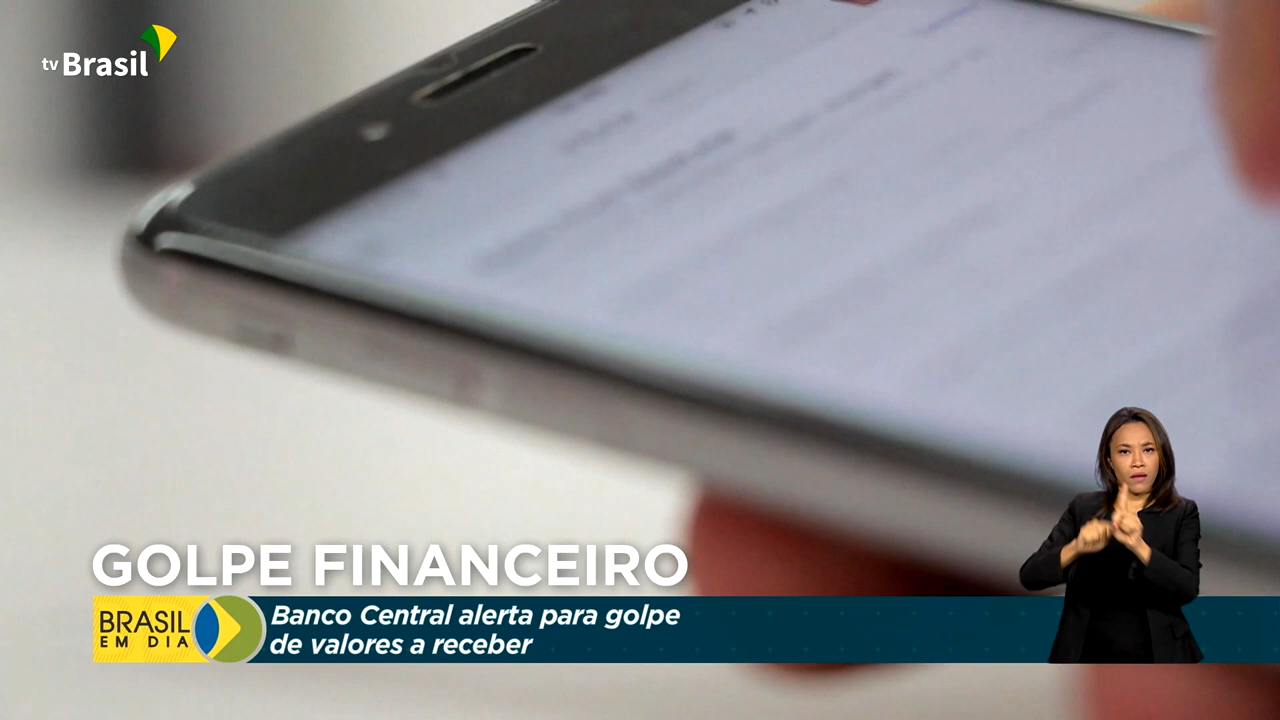 tv Brasil
GOLPE FINANCEIRO
BRASIL
EM DIA
Banco Central alerta para golpe
de valores a receber